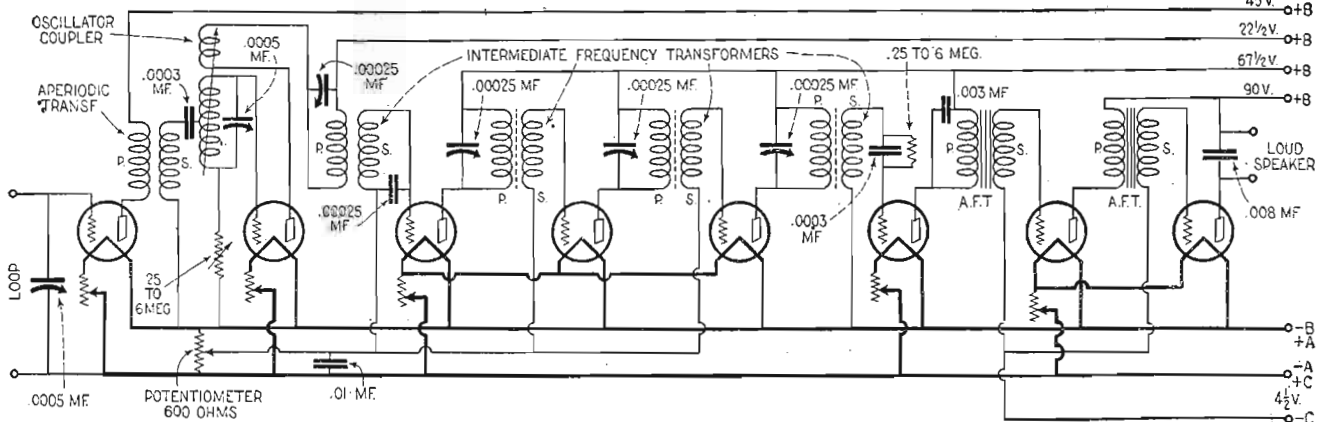 45 V.
+B
OSCILLATOR
COUPLER
.0005
MF.
22½V.
+B
.00025
MF
INTERMEDIATE FREQUENCY TRANSFORMERS
.25 TO 6 MEG.
67½V.
+B
.0003
MF.
APERIODIC
TRANSF.
.00025 MF
.00025 MF.
.00025 MF.
.003 MF
90 V.
+B
P.
S.
S.
P.
S.
P.
S.
P.
S.
P.
S.
P.
S.
P.
S.
LOUD
SPEAKER
A.F.T.
A.F.T.
.008 MF
.00025
MF
.0003
MF
LOOP
.25
TO
6 MEG
-B
+A
-A
+C
.0005 MF.
POTENTIOMETER
600 OHMS
.01 MF.
4½V.
-C